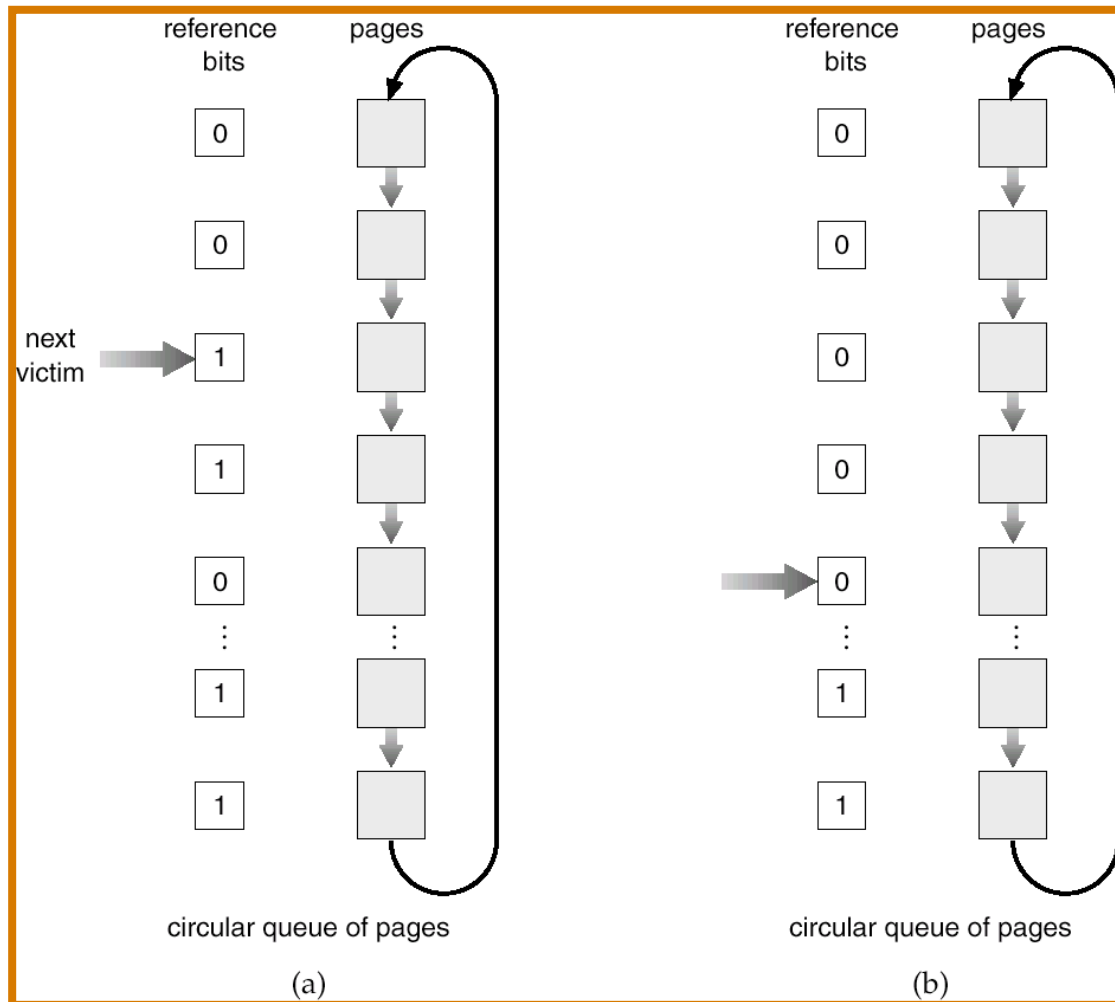 reference bits
pages
0
0
next
victim
1
1
0
⋮
⋮
1
1
circular queue of pages
(a)
reference bits
pages
0
0
0
0
0
⋮
⋮
1
1
circular queue of pages
(b)